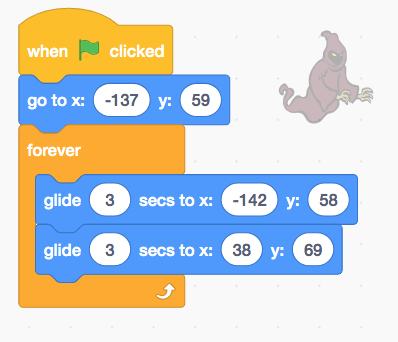 when clicked
go to x: -137 y: 59
forever
glide 3 secs to x: -142 y: 58
glide 3 secs to x: 38 y: 69